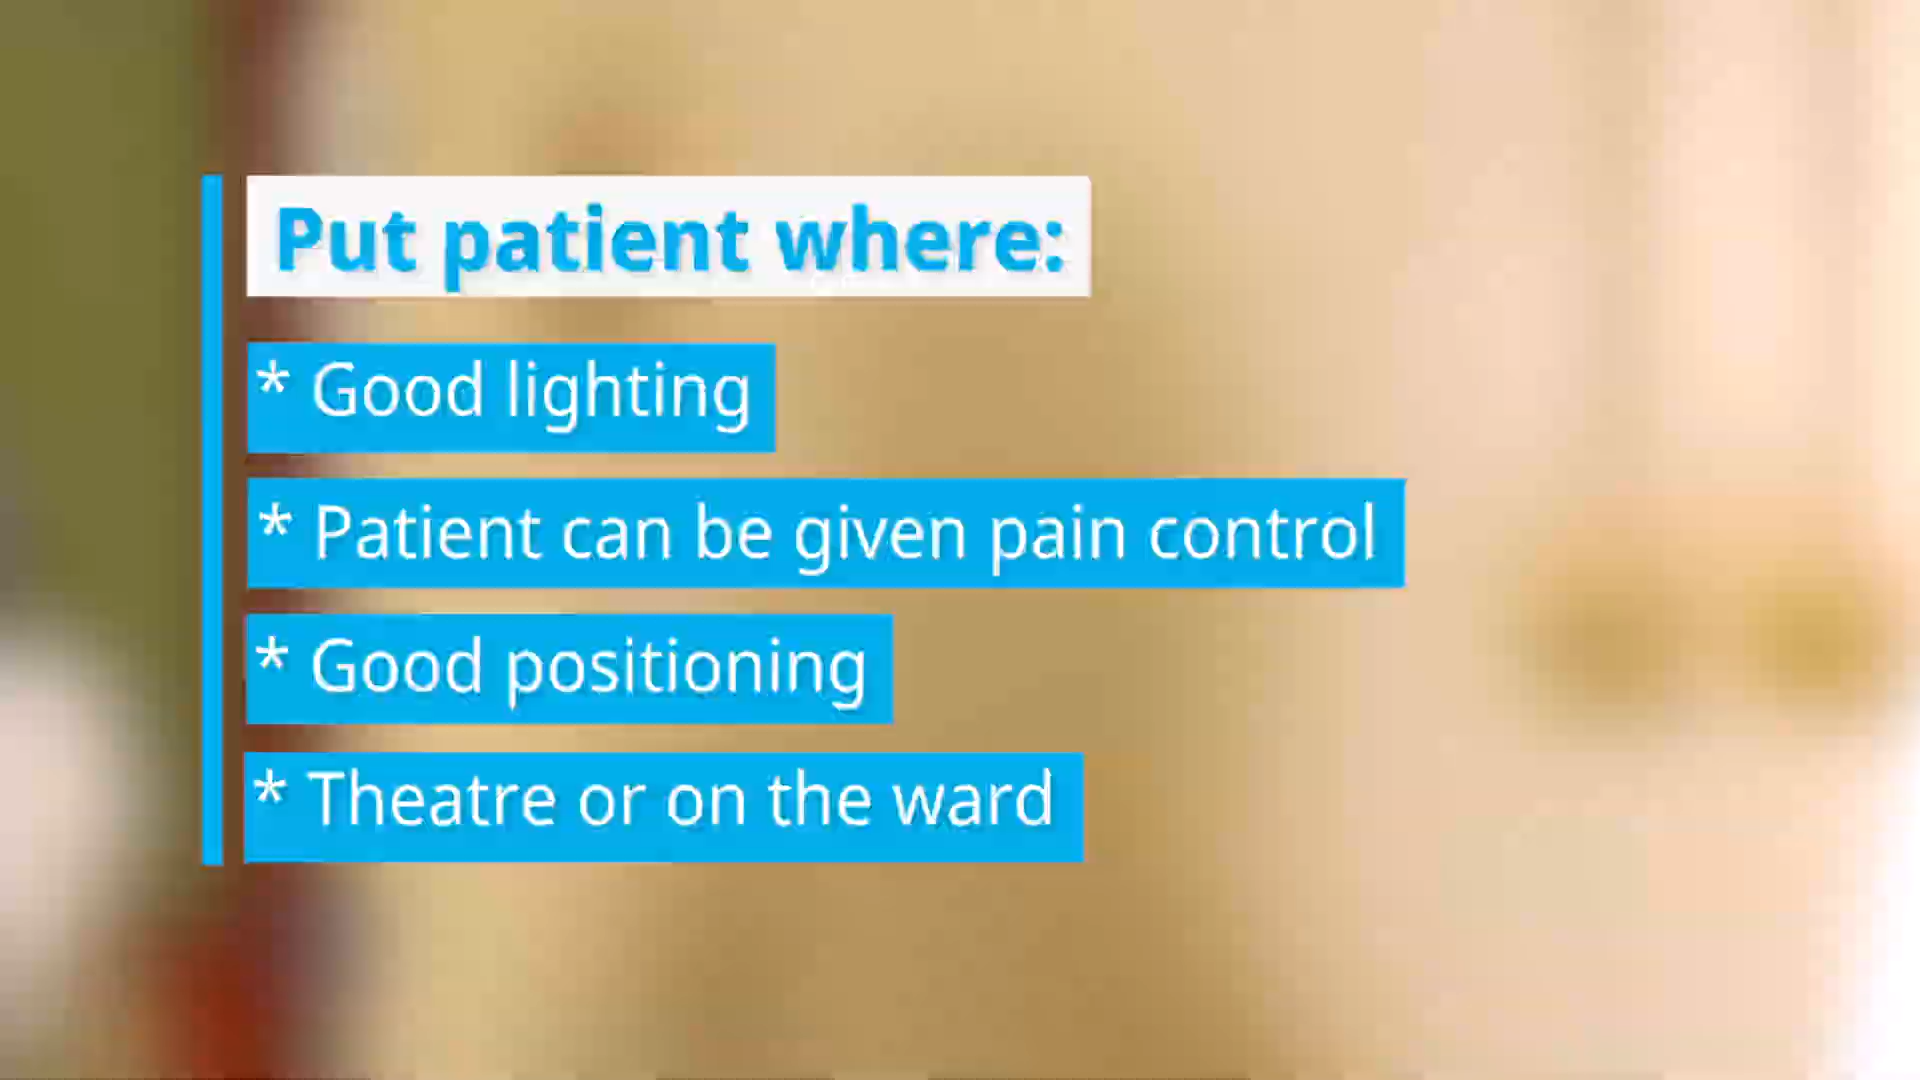 Put patient where:
* Good lighting
* Patient can be given pain control
* Good positioning
* Theatre or on the ward